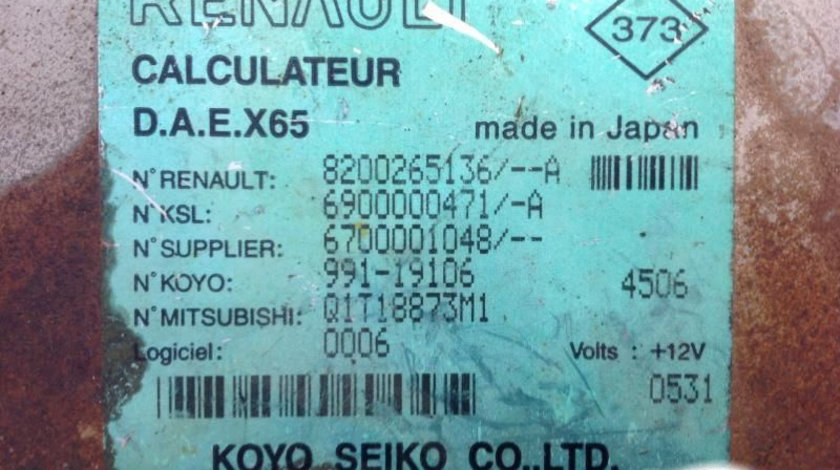 RENAULT
373
CALCULATEUR
D.A.E.X65 made in Japan
N°RENAULT: 8200265136/--A
N°KSL: 6900000471/-A
N°SUPPLIER: 6700001048/--
N°KOYO: 991-19106 4506
N°MITSUBISHI: Q1T18873M1
Logiciel: 0006 Volts : +12V
0531
KOYO SEIKO CO.,LTD.